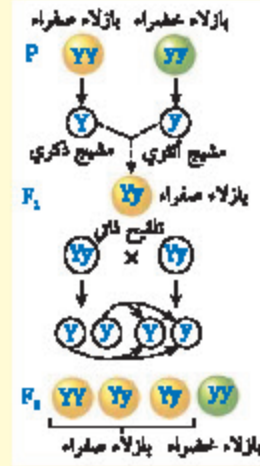 بازلاء صفراء بازلاء خضراء
P YY yy
Y y
مشيج ذكري مشيج أنثوي
F₁ Yy بازلاء صفراء
تلقيح ذاتي
Yy × Yy
Y y Y y
F₂ YY Yy Yy yy
بازلاء صفراء بازلاء خضراء